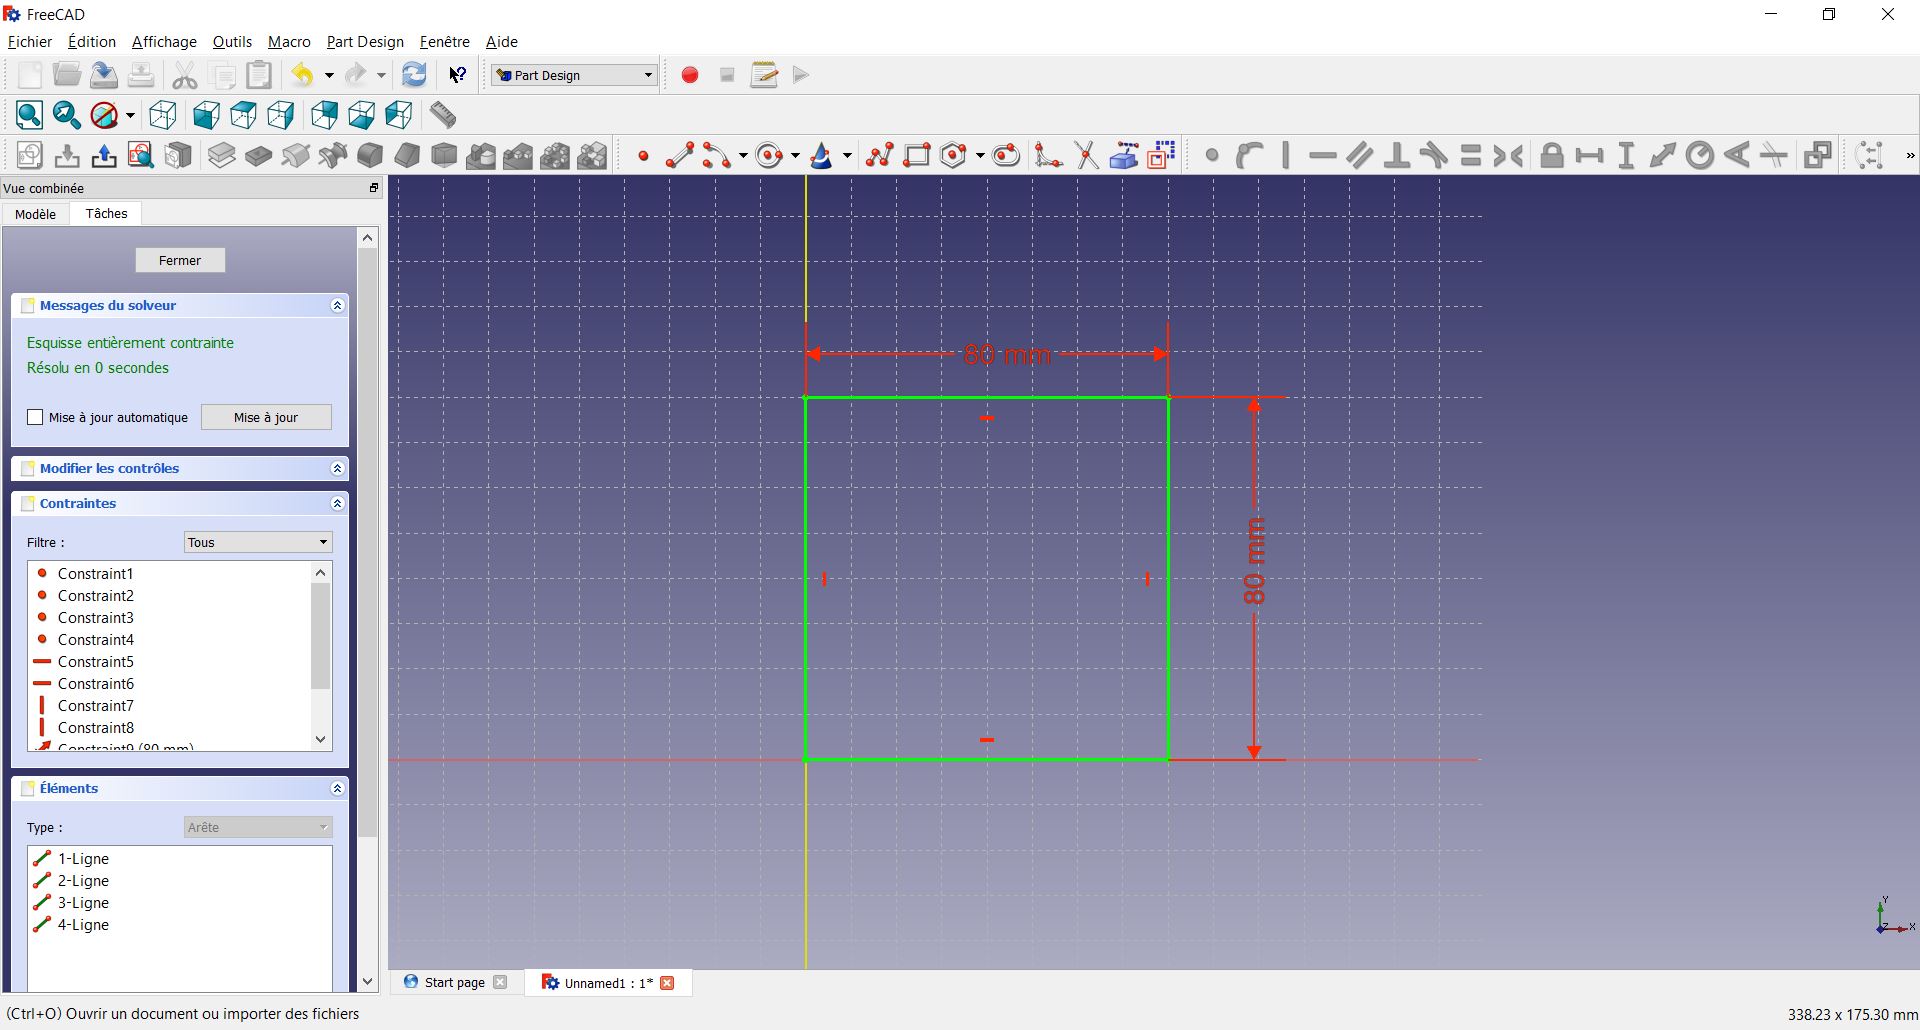 FreeCAD
Fichier Édition Affichage Outils Macro Part Design Fenêtre Aide
Part Design
»
Vue combinée
Modèle Tâches
Fermer
Messages du solveur
Esquisse entièrement contrainte
Résolu en 0 secondes
Mise à jour automatique Mise à jour
Modifier les contrôles
Contraintes
Filtre : Tous
Constraint1
Constraint2
Constraint3
Constraint4
Constraint5
Constraint6
Constraint7
Constraint8
Constraint9 (80 mm)
Éléments
Type : Arête
1-Ligne
2-Ligne
3-Ligne
4-Ligne
80 mm
80 mm
Y
Z
X
Start page Unnamed1 : 1*
(Ctrl+O) Ouvrir un document ou importer des fichiers
338.23 x 175.30 mm